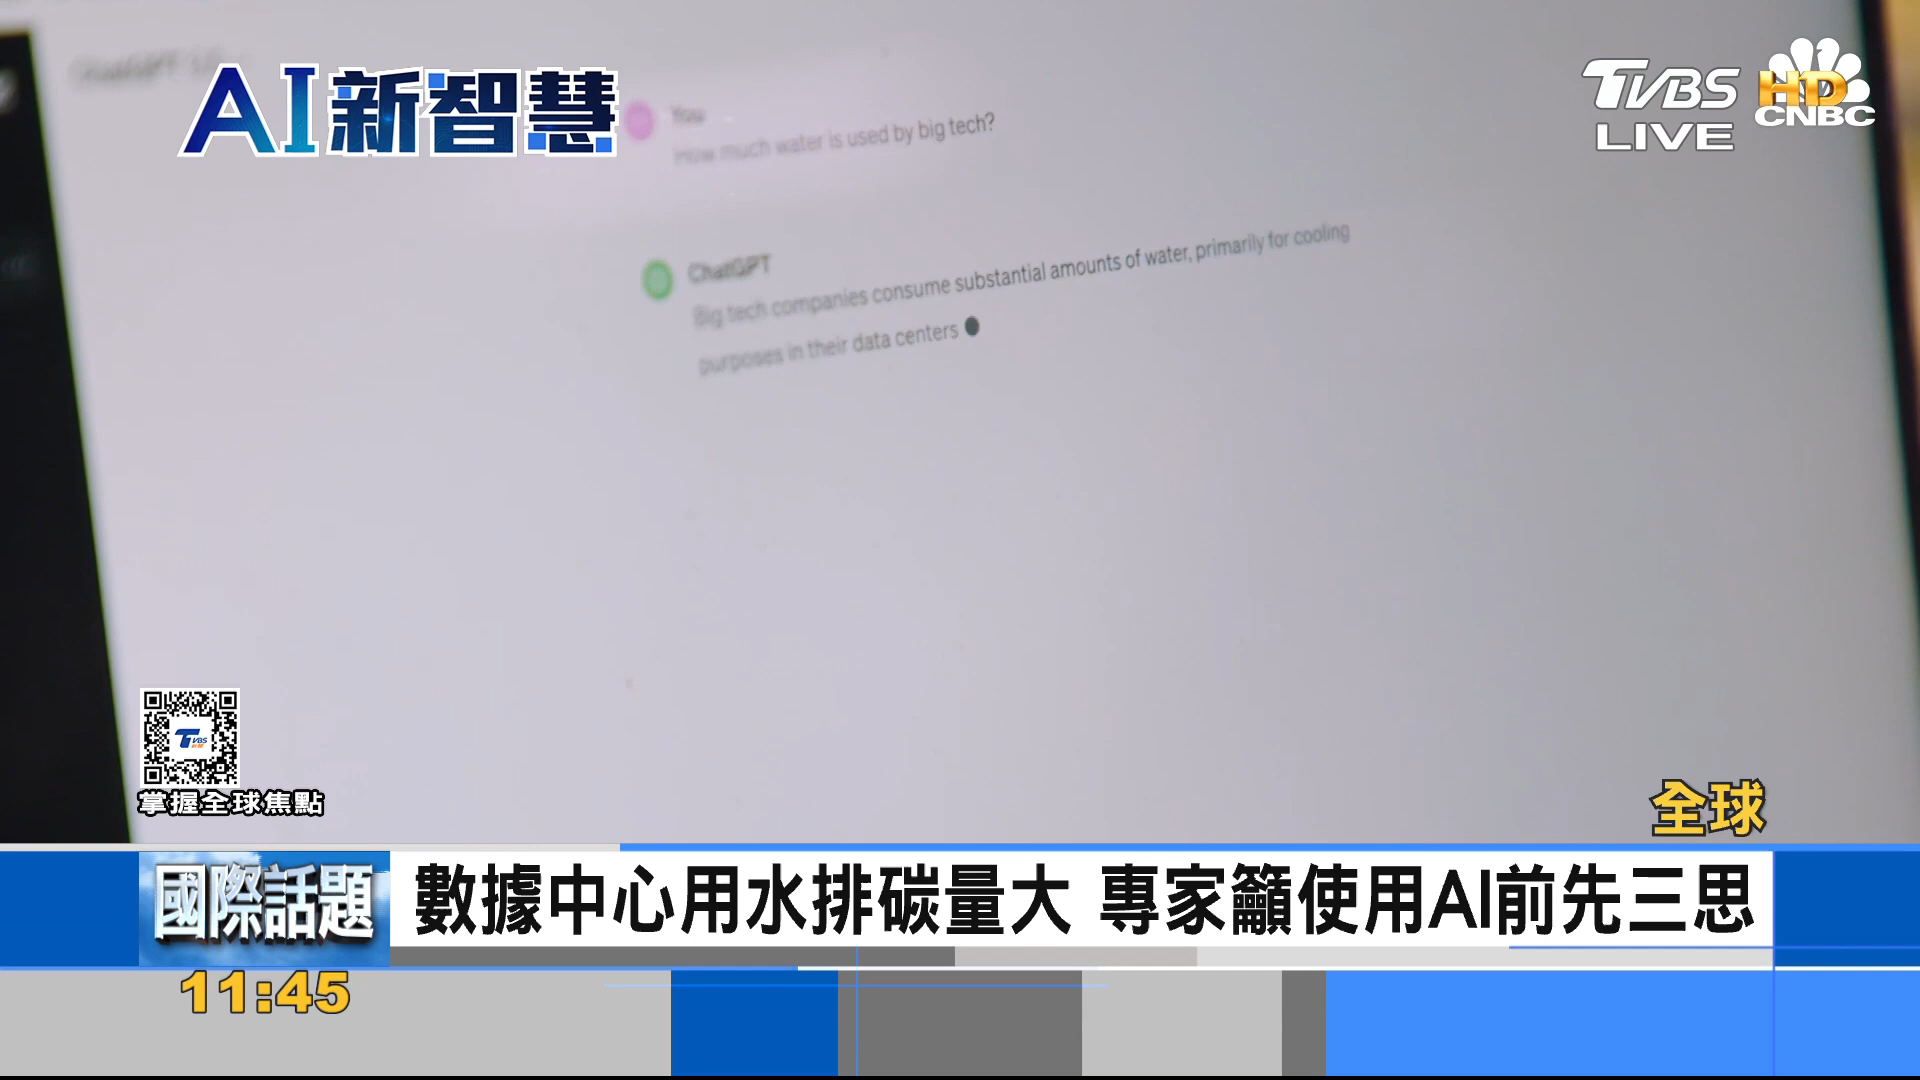 AI新智慧
TVBS
LIVE
HD
CNBC
You
How much water is used by big tech?
ChatGPT
Big tech companies consume substantial amounts of water, primarily for cooling
purposes in their data centers
TVBS
掌握全球焦點
全球
國際話題
數據中心用水排碳量大 專家籲使用AI前先三思
11:45